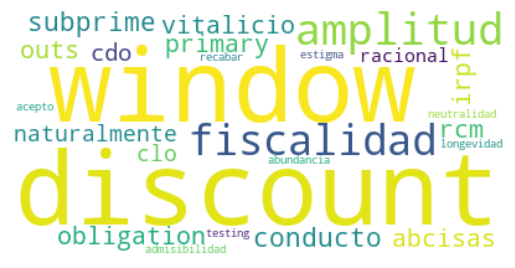 subprime vitalicio amplitud
outs cdo primary racional
recabar estigma
window irpf
acepto neutralidad
naturalmente fiscalidad rcm
clo abundancia longevidad
discount
obligation testing conducto abcisas
admisibilidad